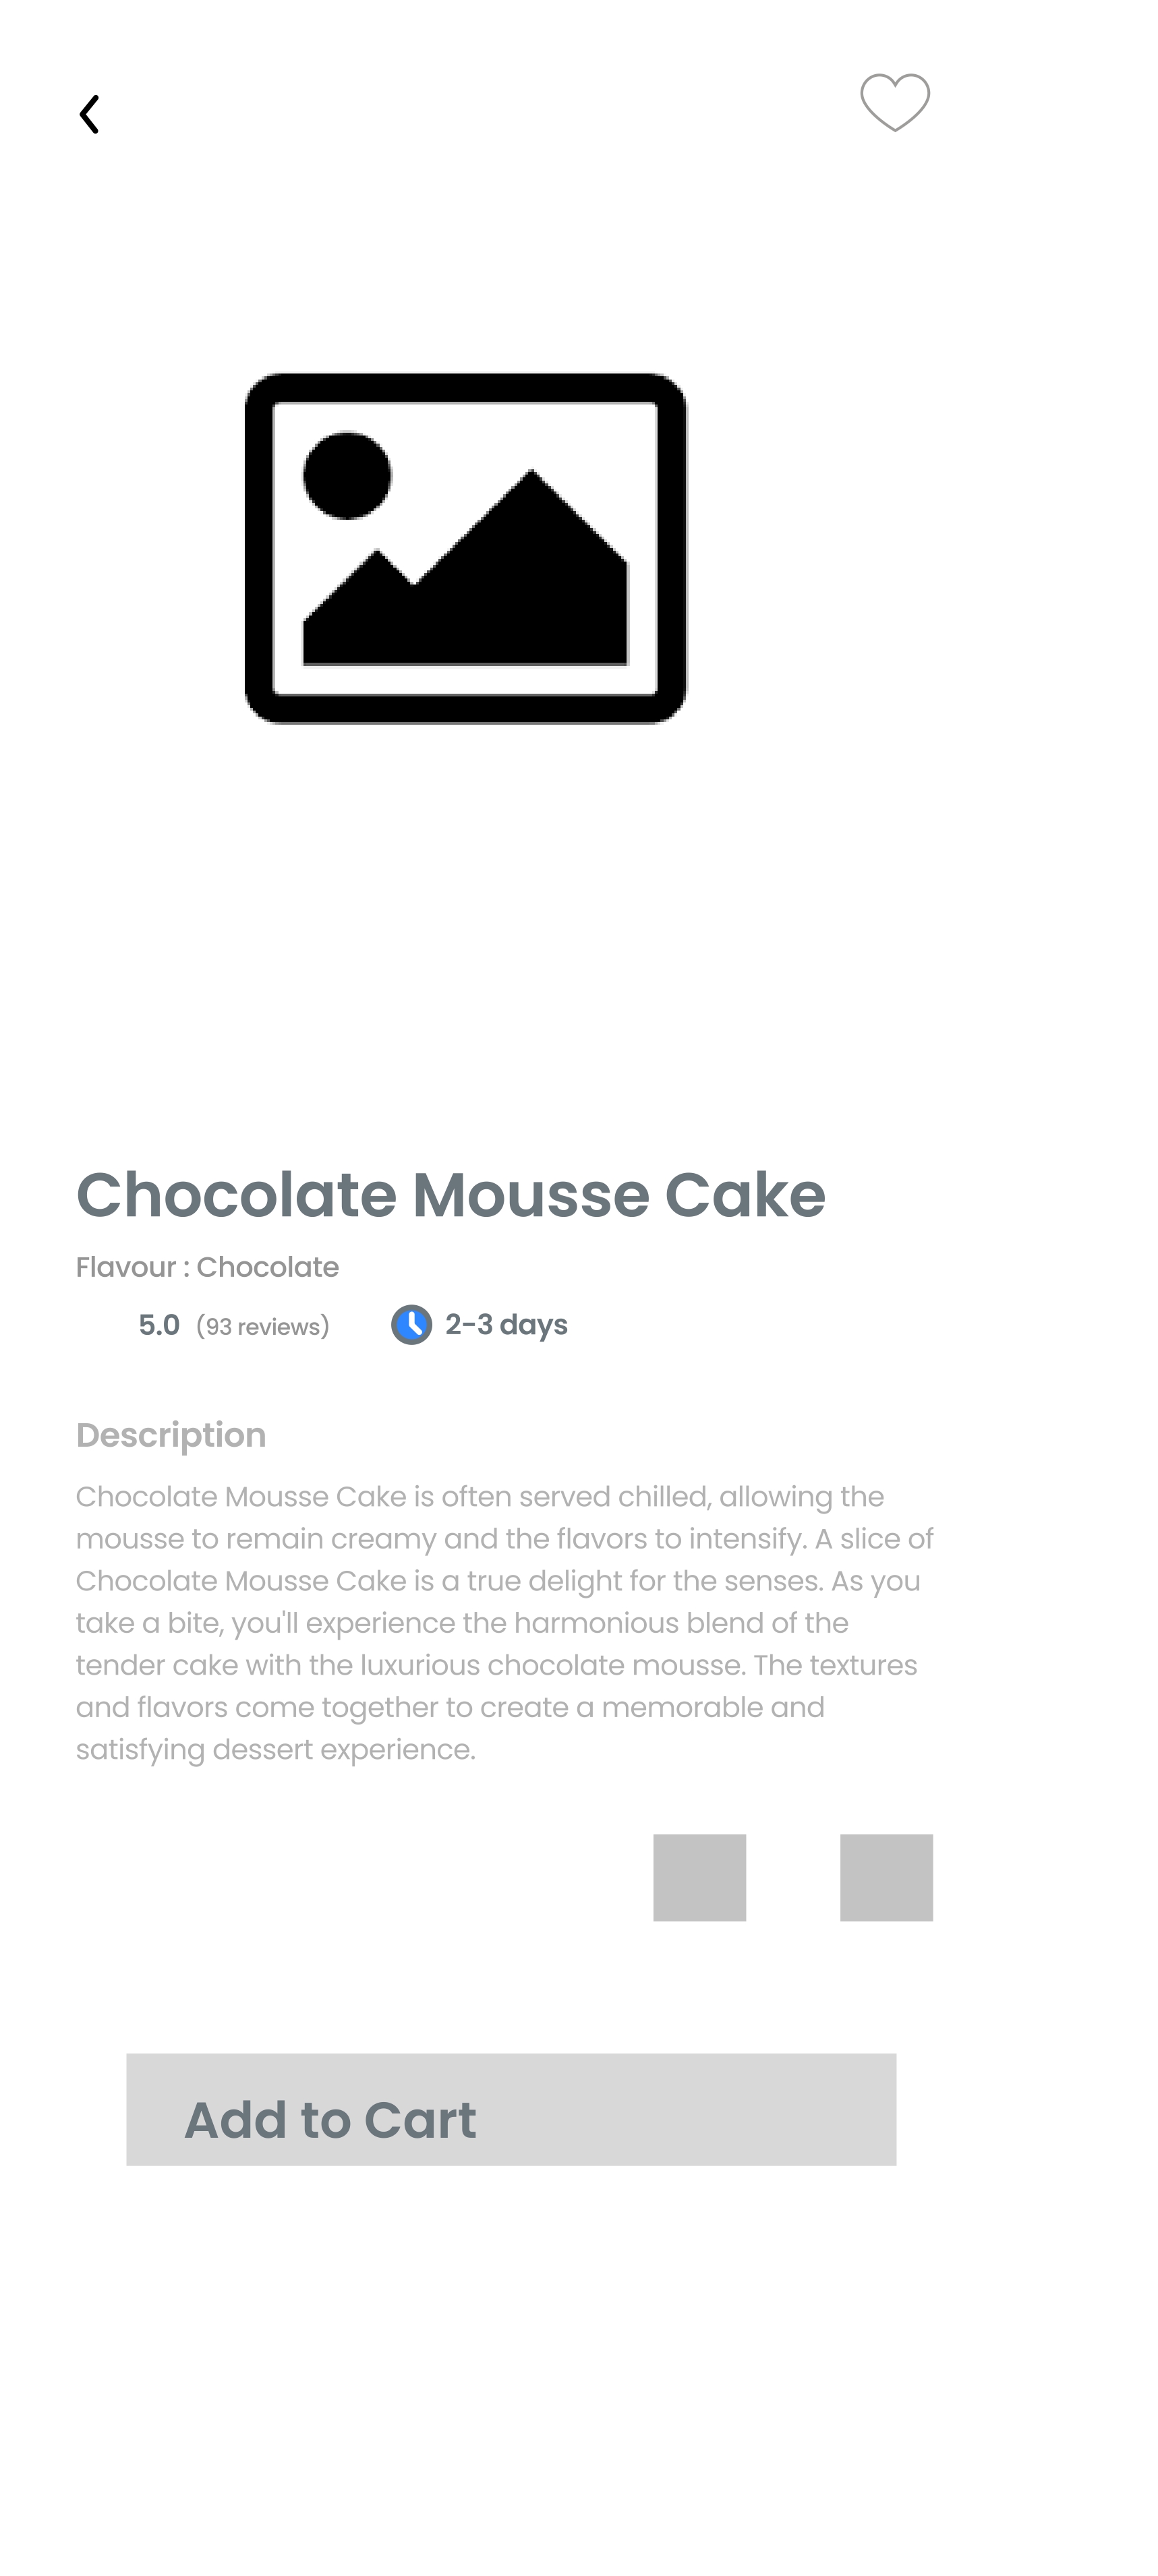 Chocolate Mousse Cake
Flavour : Chocolate
5.0 (93 reviews) 2-3 days
Description
Chocolate Mousse Cake is often served chilled, allowing the
mousse to remain creamy and the flavors to intensify. A slice of
Chocolate Mousse Cake is a true delight for the senses. As you
take a bite, you'll experience the harmonious blend of the
tender cake with the luxurious chocolate mousse. The textures
and flavors come together to create a memorable and
satisfying dessert experience.
Add to Cart